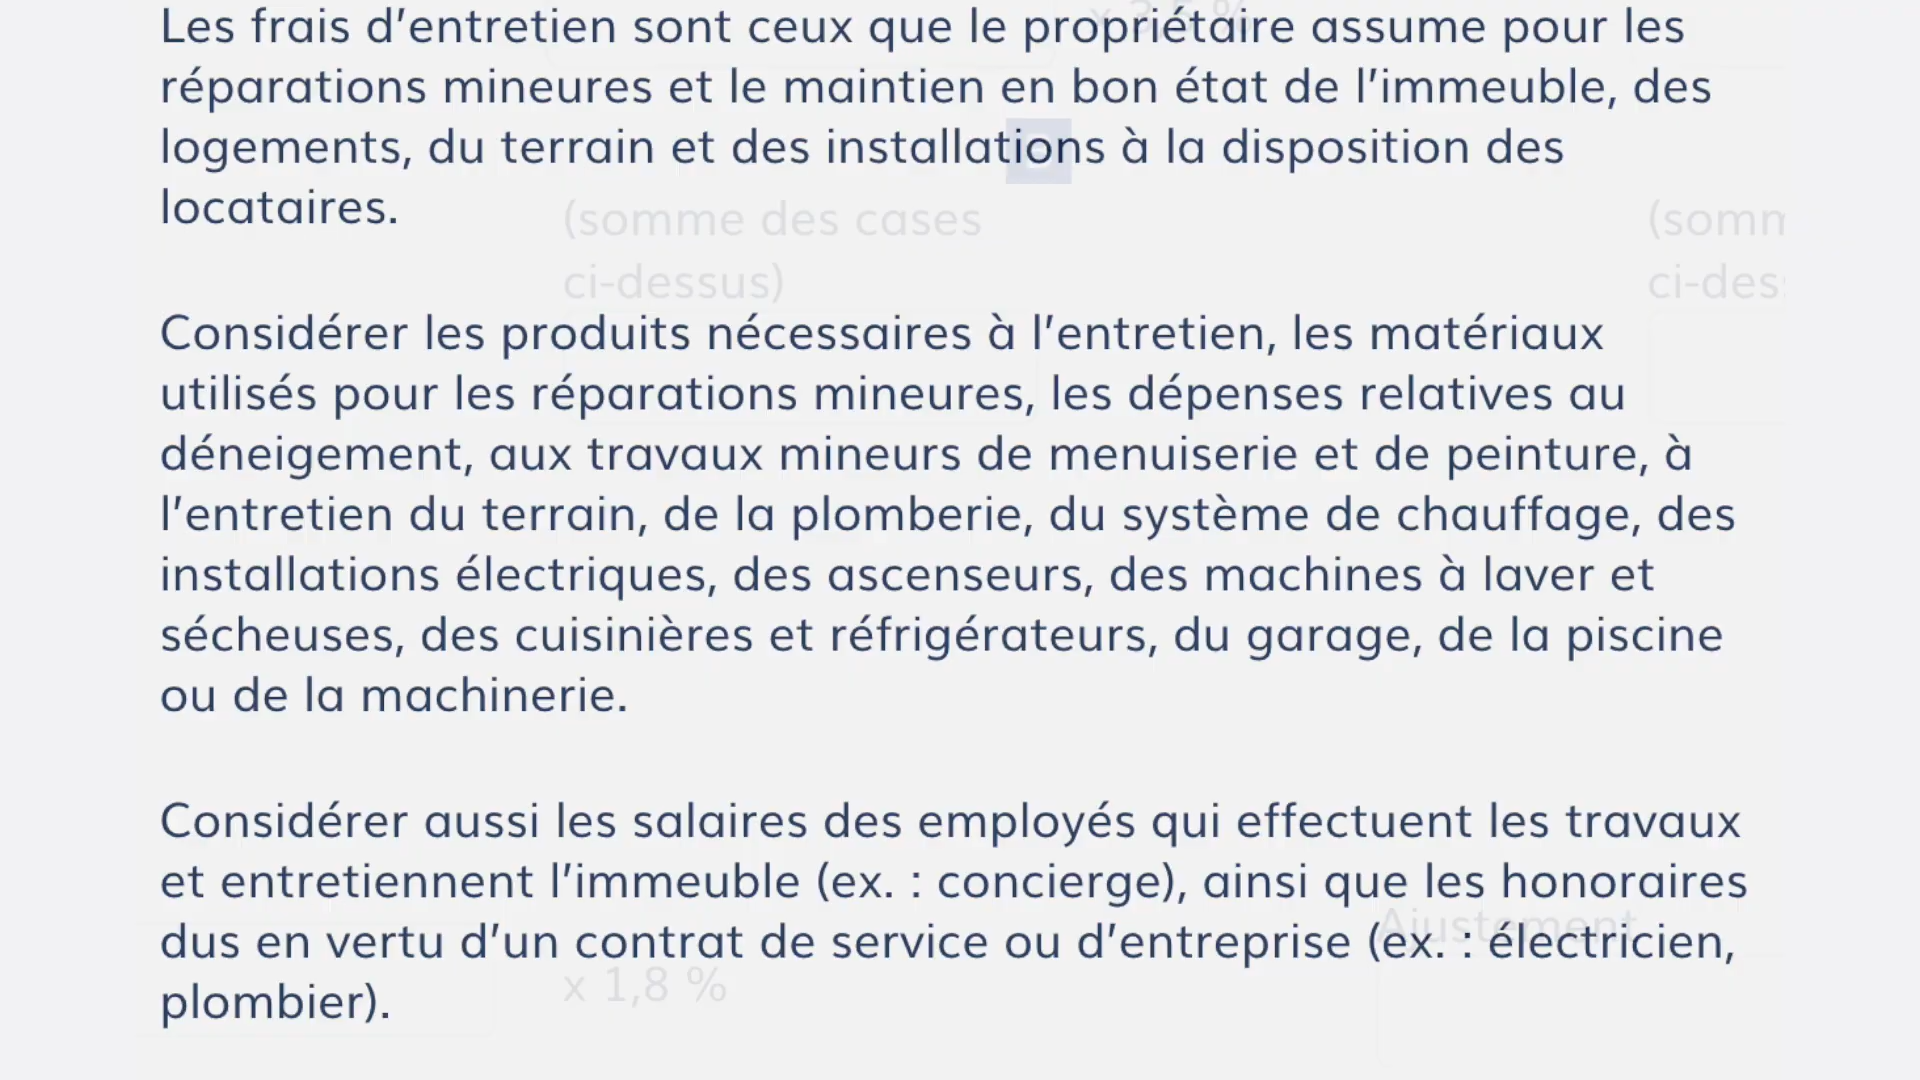 Les frais d’entretien sont ceux que le propriétaire assume pour les
réparations mineures et le maintien en bon état de l’immeuble, des
logements, du terrain et des installations à la disposition des
locataires.
(somme des cases
ci-dessus)
(somm
ci-dess
Considérer les produits nécessaires à l’entretien, les matériaux
utilisés pour les réparations mineures, les dépenses relatives au
déneigement, aux travaux mineurs de menuiserie et de peinture, à
l’entretien du terrain, de la plomberie, du système de chauffage, des
installations électriques, des ascenseurs, des machines à laver et
sécheuses, des cuisinières et réfrigérateurs, du garage, de la piscine
ou de la machinerie.
Considérer aussi les salaires des employés qui effectuent les travaux
et entretiennent l’immeuble (ex. : concierge), ainsi que les honoraires
Ajustement
dus en vertu d’un contrat de service ou d’entreprise (ex. : électricien,
x 1,8 %
plombier).